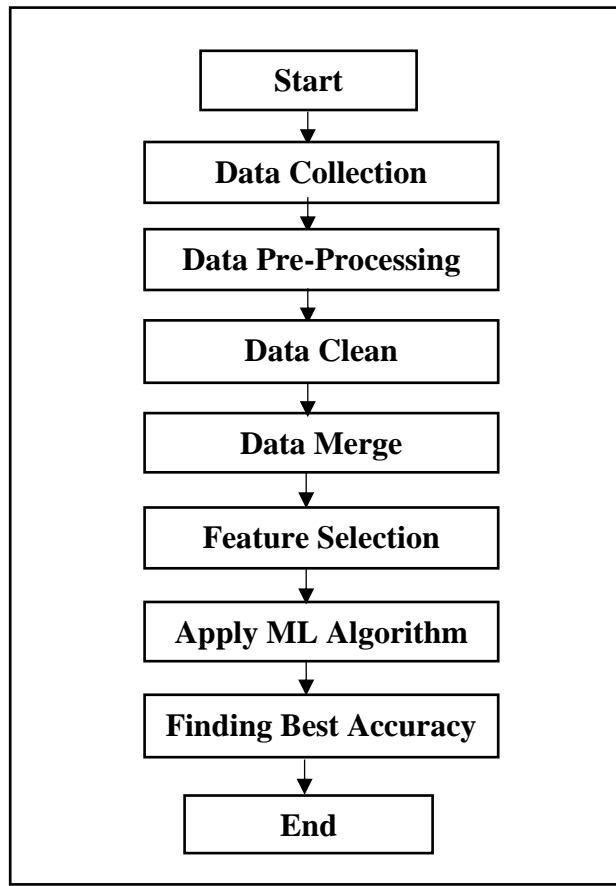 Start
Data Collection
Data Pre-Processing
Data Clean
Data Merge
Feature Selection
Apply ML Algorithm
Finding Best Accuracy
End